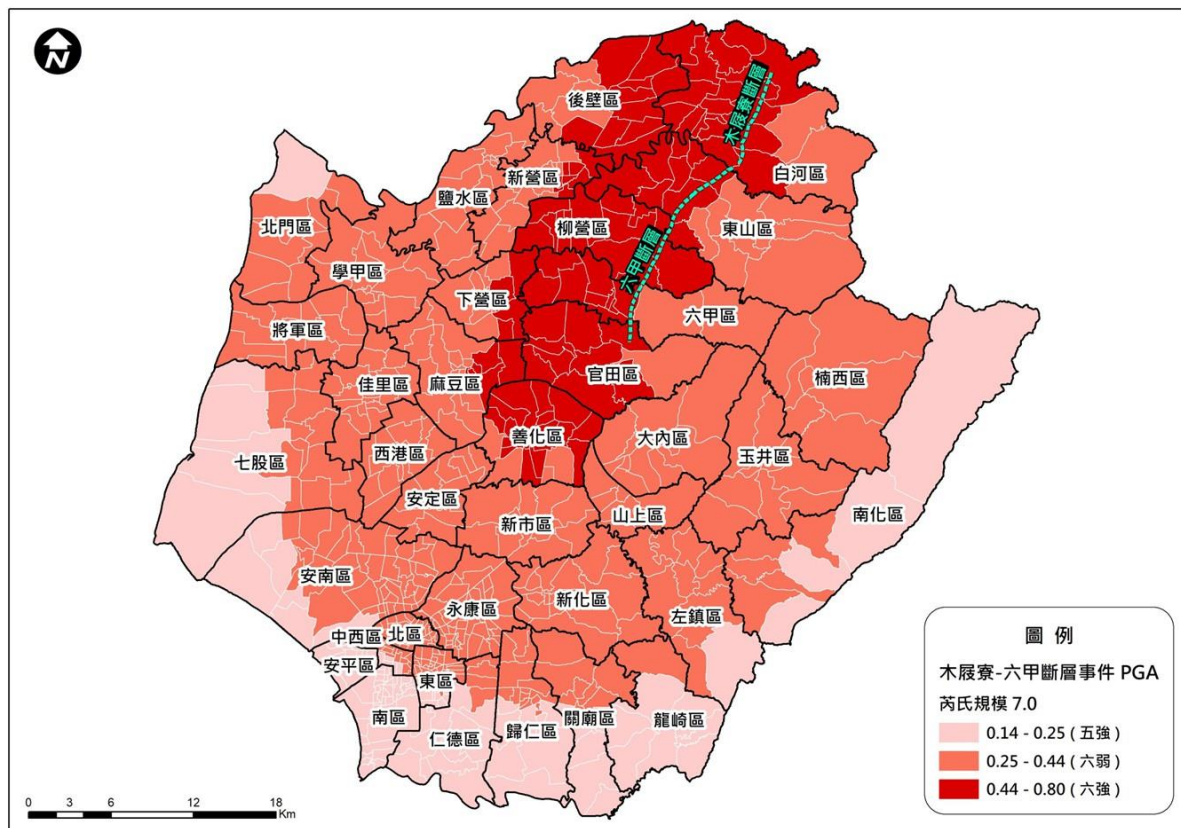 N
後壁區
木屐寮斷層
白河區
新營區
鹽水區
東山區
北門區
柳營區
學甲區
六甲斷層
下營區
六甲區
將軍區
官田區
楠西區
佳里區
麻豆區
善化區
大內區
西港區
玉井區
七股區
安定區
南化區
新市區
山上區
安南區
新化區
永康區
左鎮區
中西區
北區
安平區
東區
南區
仁德區
歸仁區
關廟區
龍崎區
圖 例
木屐寮-六甲斷層事件 PGA
芮氏規模 7.0
0.14 - 0.25 ( 五強 )
0.25 - 0.44 ( 六弱 )
0.44 - 0.80 ( 六強 )
0 3 6 12 18
Km